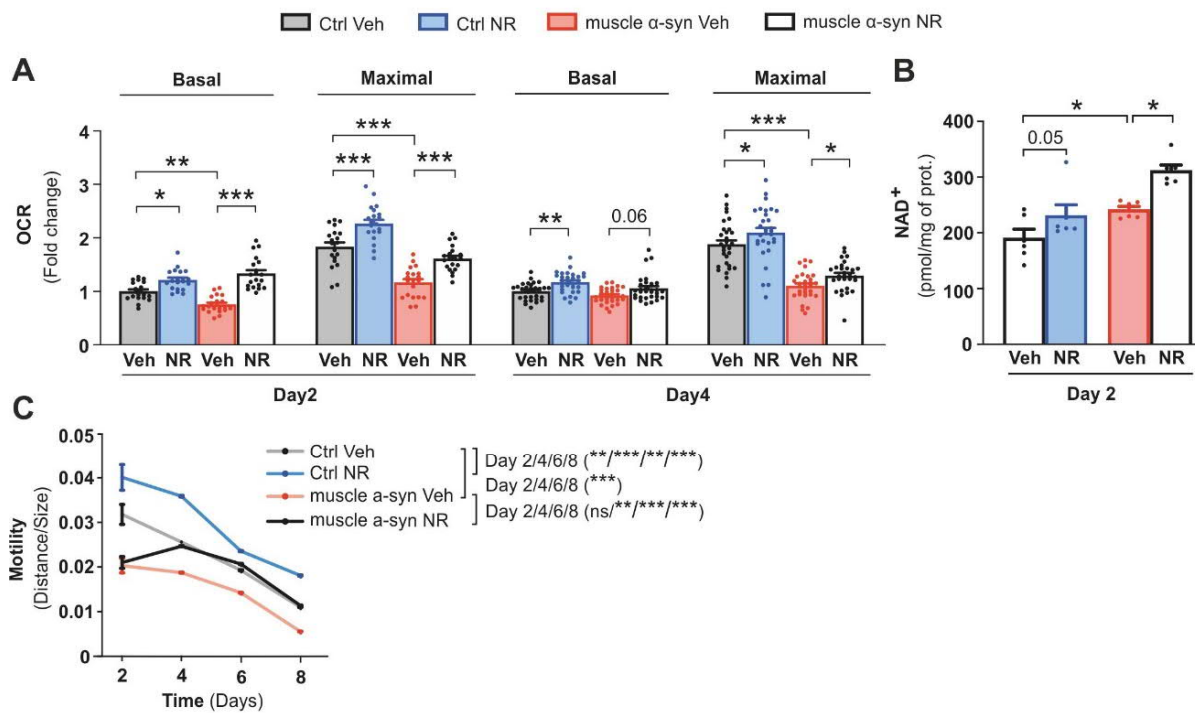 Ctrl Veh Ctrl NR muscle α-syn Veh muscle α-syn NR
A
Basal Maximal Basal Maximal
OCR
(Fold change)
4
3
2
1
0
** * *** *** *** *** ** 0.06 *** * *
Veh NR Veh NR Veh NR Veh NR Veh NR Veh NR Veh NR Veh NR
Day2 Day4
B
NAD+
(pmol/mg of prot.)
400
300
200
100
0
* *
0.05
Veh NR Veh NR
Day 2
C
Motility
(Distance/Size)
0.05
0.04
0.03
0.02
0.01
0
2 4 6 8
Time (Days)
Ctrl Veh
Ctrl NR
muscle a-syn Veh
muscle a-syn NR
Day 2/4/6/8 (**/***/**/***)
Day 2/4/6/8 (***)
Day 2/4/6/8 (ns/**/***/***)